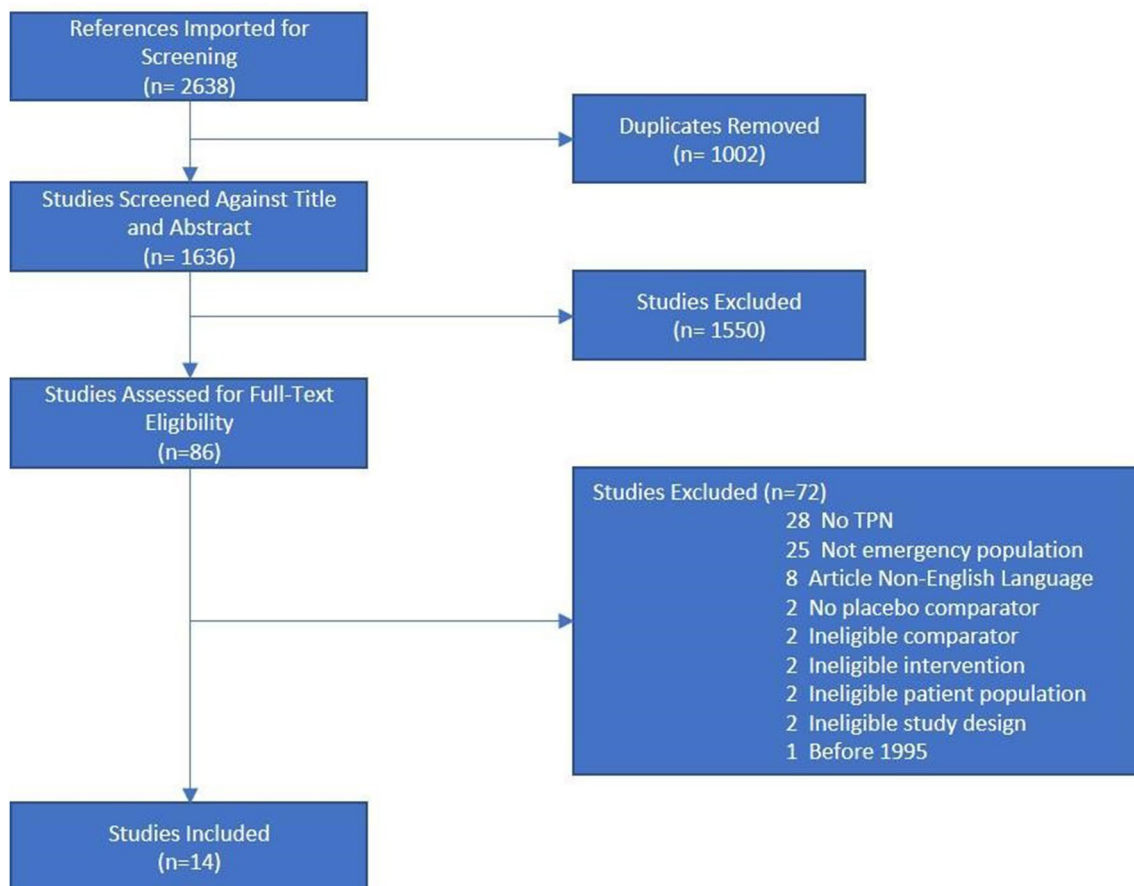 References Imported for
Screening
(n= 2638)
Duplicates Removed
(n= 1002)
Studies Screened Against Title
and Abstract
(n= 1636)
Studies Excluded
(n= 1550)
Studies Assessed for Full-Text
Eligibility
(n=86)
Studies Excluded (n=72)
28 No TPN
25 Not emergency population
8 Article Non-English Language
2 No placebo comparator
2 Ineligible comparator
2 Ineligible intervention
2 Ineligible patient population
2 Ineligible study design
1 Before 1995
Studies Included
(n=14)